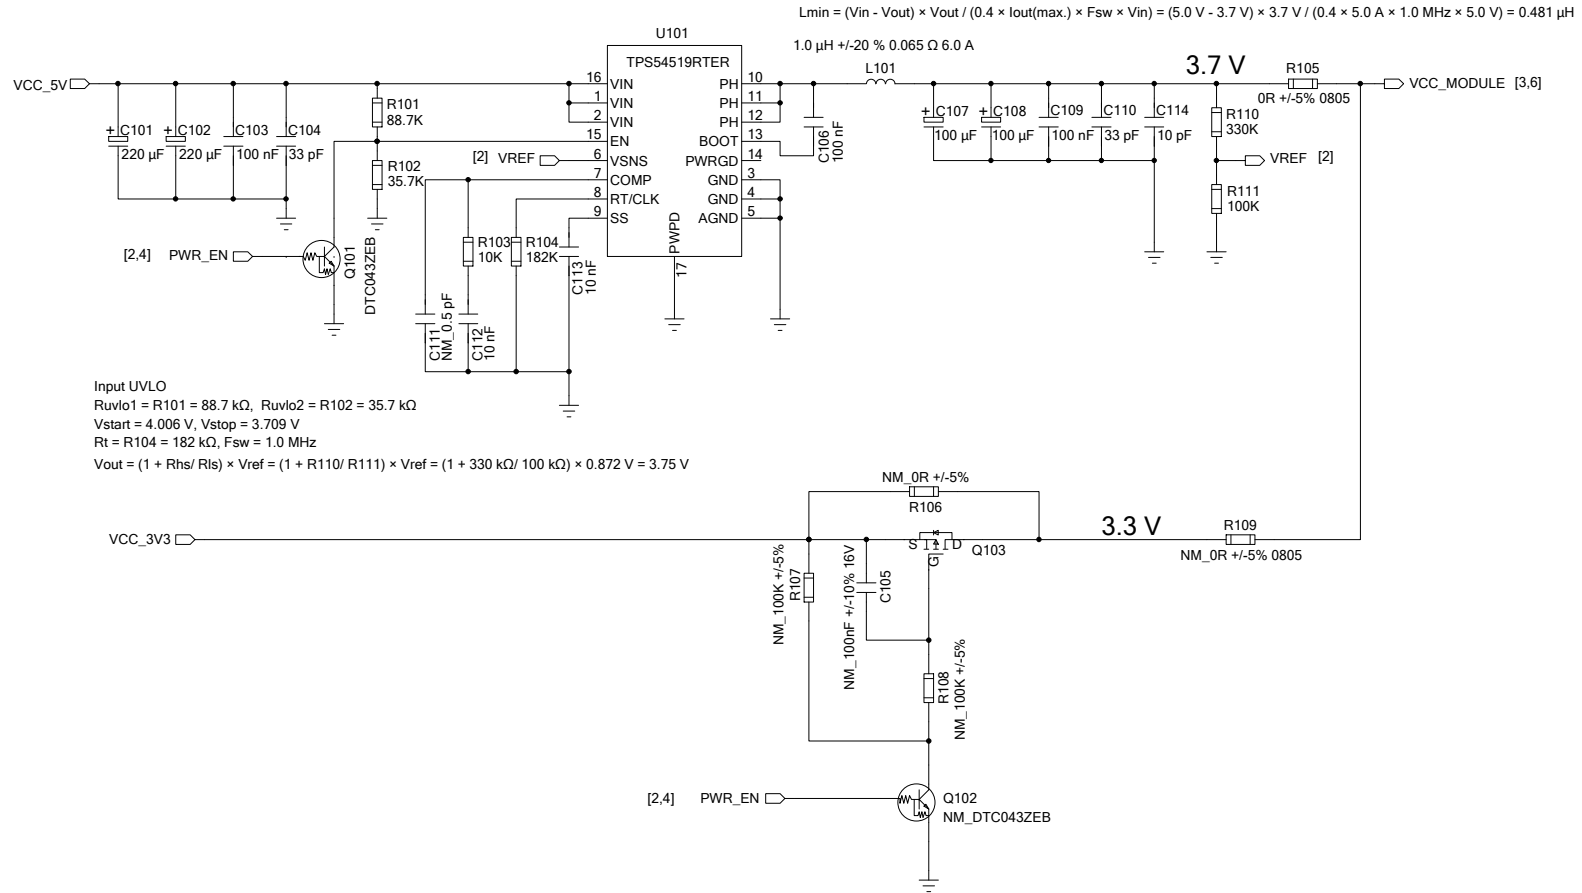 Lmin = (Vin - Vout) × Vout / (0.4 × Iout(max.) × Fsw × Vin) = (5.0 V - 3.7 V) × 3.7 V / (0.4 × 5.0 A × 1.0 MHz × 5.0 V) = 0.481 µH
U101
TPS54519RTER
1.0 µH +/-20 % 0.065 Ω 6.0 A
L101
3.7 V
R105
0R +/-5% 0805
VCC_MODULE [3,6]
VCC_5V
16 VIN
1 VIN
2 VIN
15 EN
6 VSNS
7 COMP
8 RT/CLK
9 SS
PH 10
PH 11
PH 12
BOOT 13
PWRGD 14
GND 3
GND 4
AGND 5
PWPD
17
+ C101
220 µF
+ C102
220 µF
C103
100 nF
C104
33 pF
R101
88.7K
R102
35.7K
[2] VREF
C106
100 nF
+ C107
100 µF
+ C108
100 µF
C109
100 nF
C110
33 pF
C114
10 pF
R110
330K
VREF [2]
R111
100K
[2,4] PWR_EN
Q101
DTC043ZEB
R103
10K
R104
182K
C113
10 nF
C111
NM_0.5 pF
C112
10 nF
Input UVLO
Ruvlo1 = R101 = 88.7 kΩ, Ruvlo2 = R102 = 35.7 kΩ
Vstart = 4.006 V, Vstop = 3.709 V
Rt = R104 = 182 kΩ, Fsw = 1.0 MHz
Vout = (1 + Rhs/ Rls) × Vref = (1 + R110/ R111) × Vref = (1 + 330 kΩ/ 100 kΩ) × 0.872 V = 3.75 V
NM_0R +/-5%
R106
VCC_3V3
S D
G
Q103
3.3 V
R109
NM_0R +/-5% 0805
NM_100K +/-5%
R107
NM_100nF +/-10% 16V
C105
R108
NM_100K +/-5%
[2,4] PWR_EN
Q102
NM_DTC043ZEB